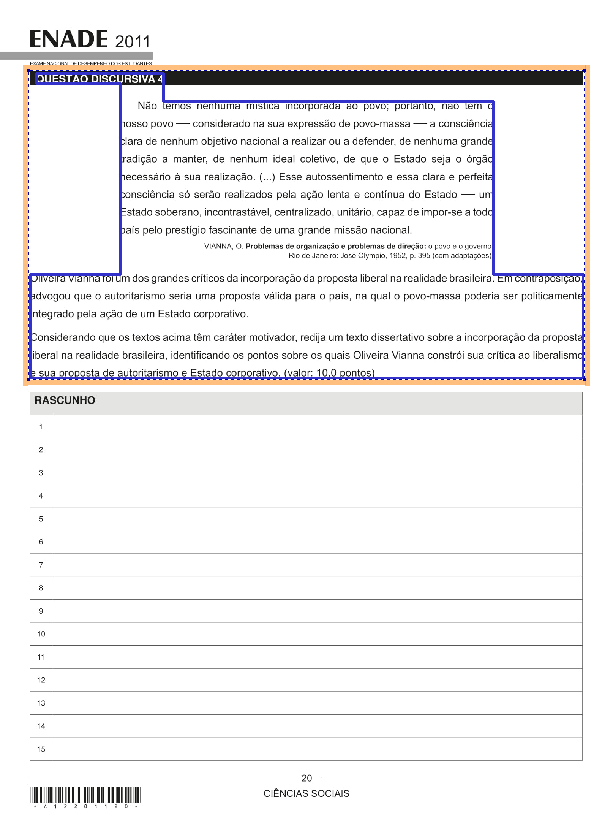 ENADE 2011
EXAME NACIONAL DE DESEMPENHO DOS ESTUDANTES
QUESTÃO DISCURSIVA 4
Não temos nenhuma mística incorporada ao povo; portanto, não tem o
nosso povo — considerado na sua expressão de povo-massa — a consciência
clara de nenhum objetivo nacional a realizar ou a defender, de nenhuma grande
tradição a manter, de nenhum ideal coletivo, de que o Estado seja o órgão
necessário à sua realização. (...) Esse autossentimento e essa clara e perfeita
consciência só serão realizados pela ação lenta e contínua do Estado — um
Estado soberano, incontrastável, centralizado, unitário, capaz de impor-se a todo
país pelo prestígio fascinante de uma grande missão nacional.
VIANNA, O. Problemas de organização e problemas de direção: o povo e o governo.
Rio de Janeiro: José Olympio, 1952, p. 395 (com adaptações).
Oliveira Vianna foi um dos grandes críticos da incorporação da proposta liberal na realidade brasileira. Em contraposição,
advogou que o autoritarismo seria uma proposta válida para o país, na qual o povo-massa poderia ser politicamente
integrado pela ação de um Estado corporativo.
Considerando que os textos acima têm caráter motivador, redija um texto dissertativo sobre a incorporação da proposta
liberal na realidade brasileira, identificando os pontos sobre os quais Oliveira Vianna constrói sua crítica ao liberalismo
e sua proposta de autoritarismo e Estado corporativo. (valor: 10,0 pontos)
RASCUNHO
1
2
3
4
5
6
7
8
9
10
11
12
13
14
15
20
CIÊNCIAS SOCIAIS